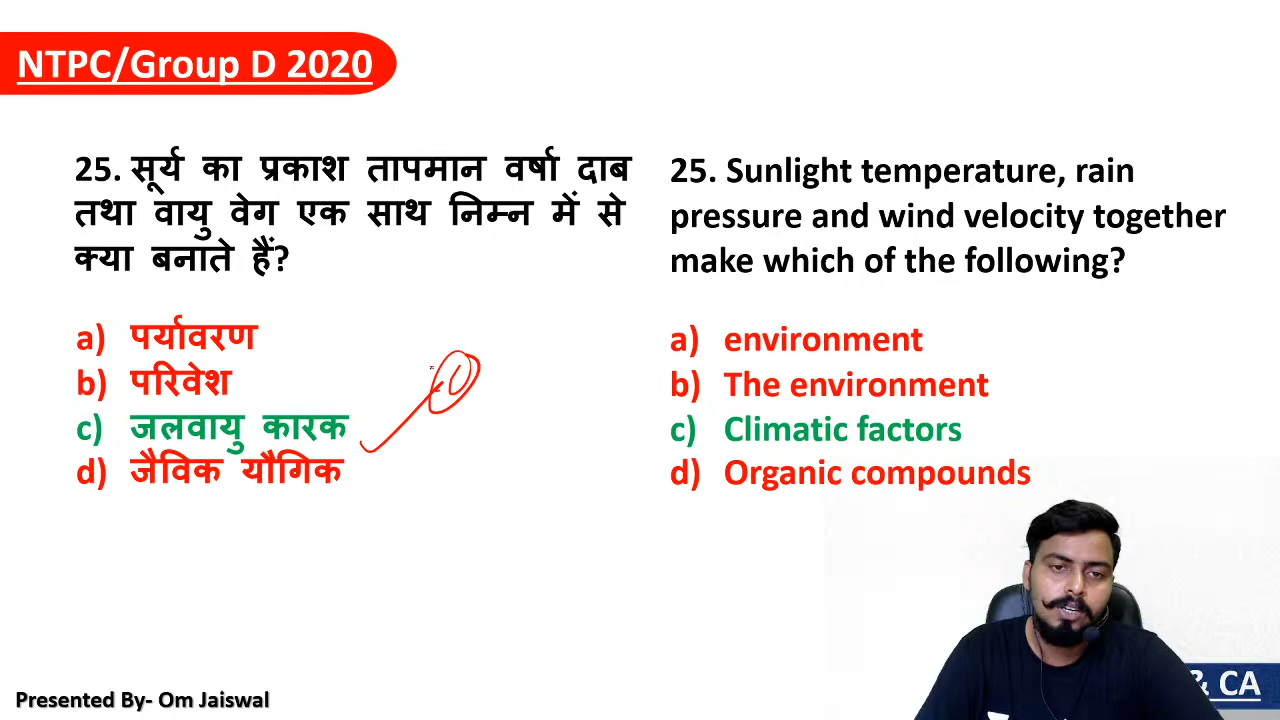 NTPC/Group D 2020
25. सूर्य का प्रकाश तापमान वर्षा दाब
तथा वायु वेग एक साथ निम्न में से
क्या बनाते हैं?
a) पर्यावरण
b) परिवेश
c) जलवायु कारक
d) जैविक यौगिक
25. Sunlight temperature, rain
pressure and wind velocity together
make which of the following?
a) environment
b) The environment
c) Climatic factors
d) Organic compounds
& CA
Presented By- Om Jaiswal